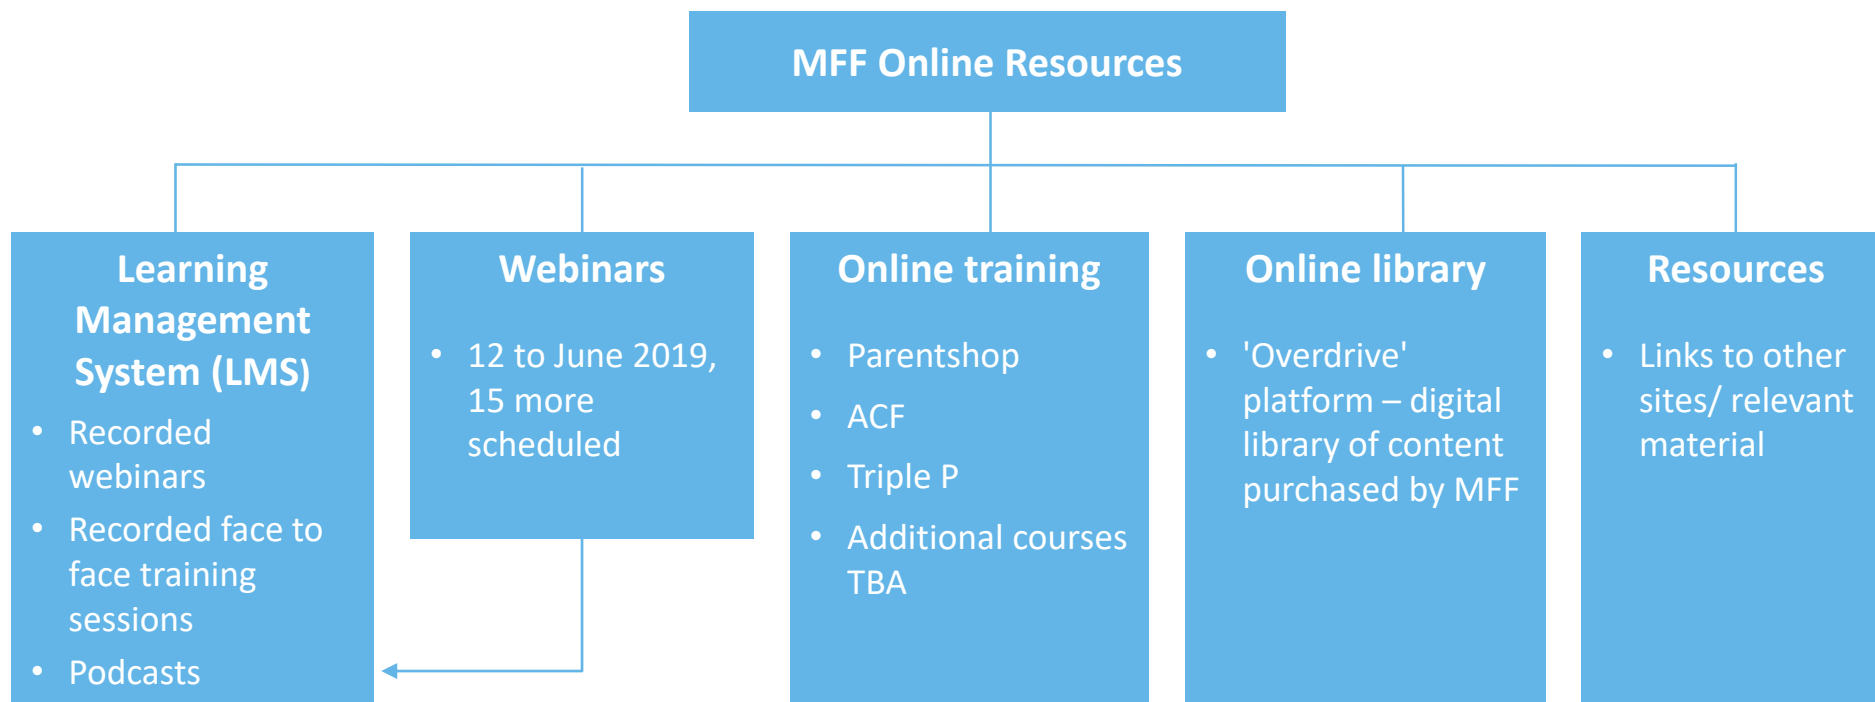 MFF Online Resources
Learning
Management
System (LMS)
• Recorded
webinars
• Recorded face to
face training
sessions
• Podcasts
Webinars
• 12 to June 2019,
15 more
scheduled
Online training
• Parentshop
• ACF
• Triple P
• Additional courses
TBA
Online library
• 'Overdrive'
platform – digital
library of content
purchased by MFF
Resources
• Links to other
sites/ relevant
material